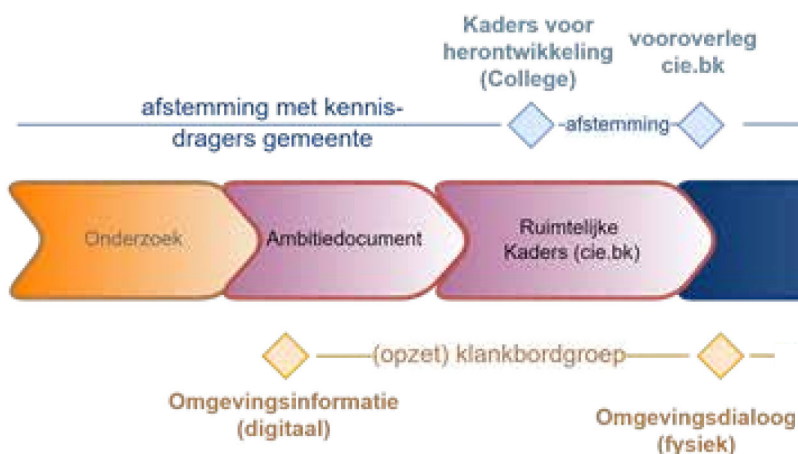 Kaders voor
herontwikkeling
(College)
vooroverleg
cie.bk
afstemming met kennis-
dragers gemeente
afstemming
Onderzoek
Ambitiedocument
Ruimtelijke
Kaders (cie.bk)
(opzet) klankbordgroep
Omgevingsinformatie
(digitaal)
Omgevingsdialoog
(fysiek)